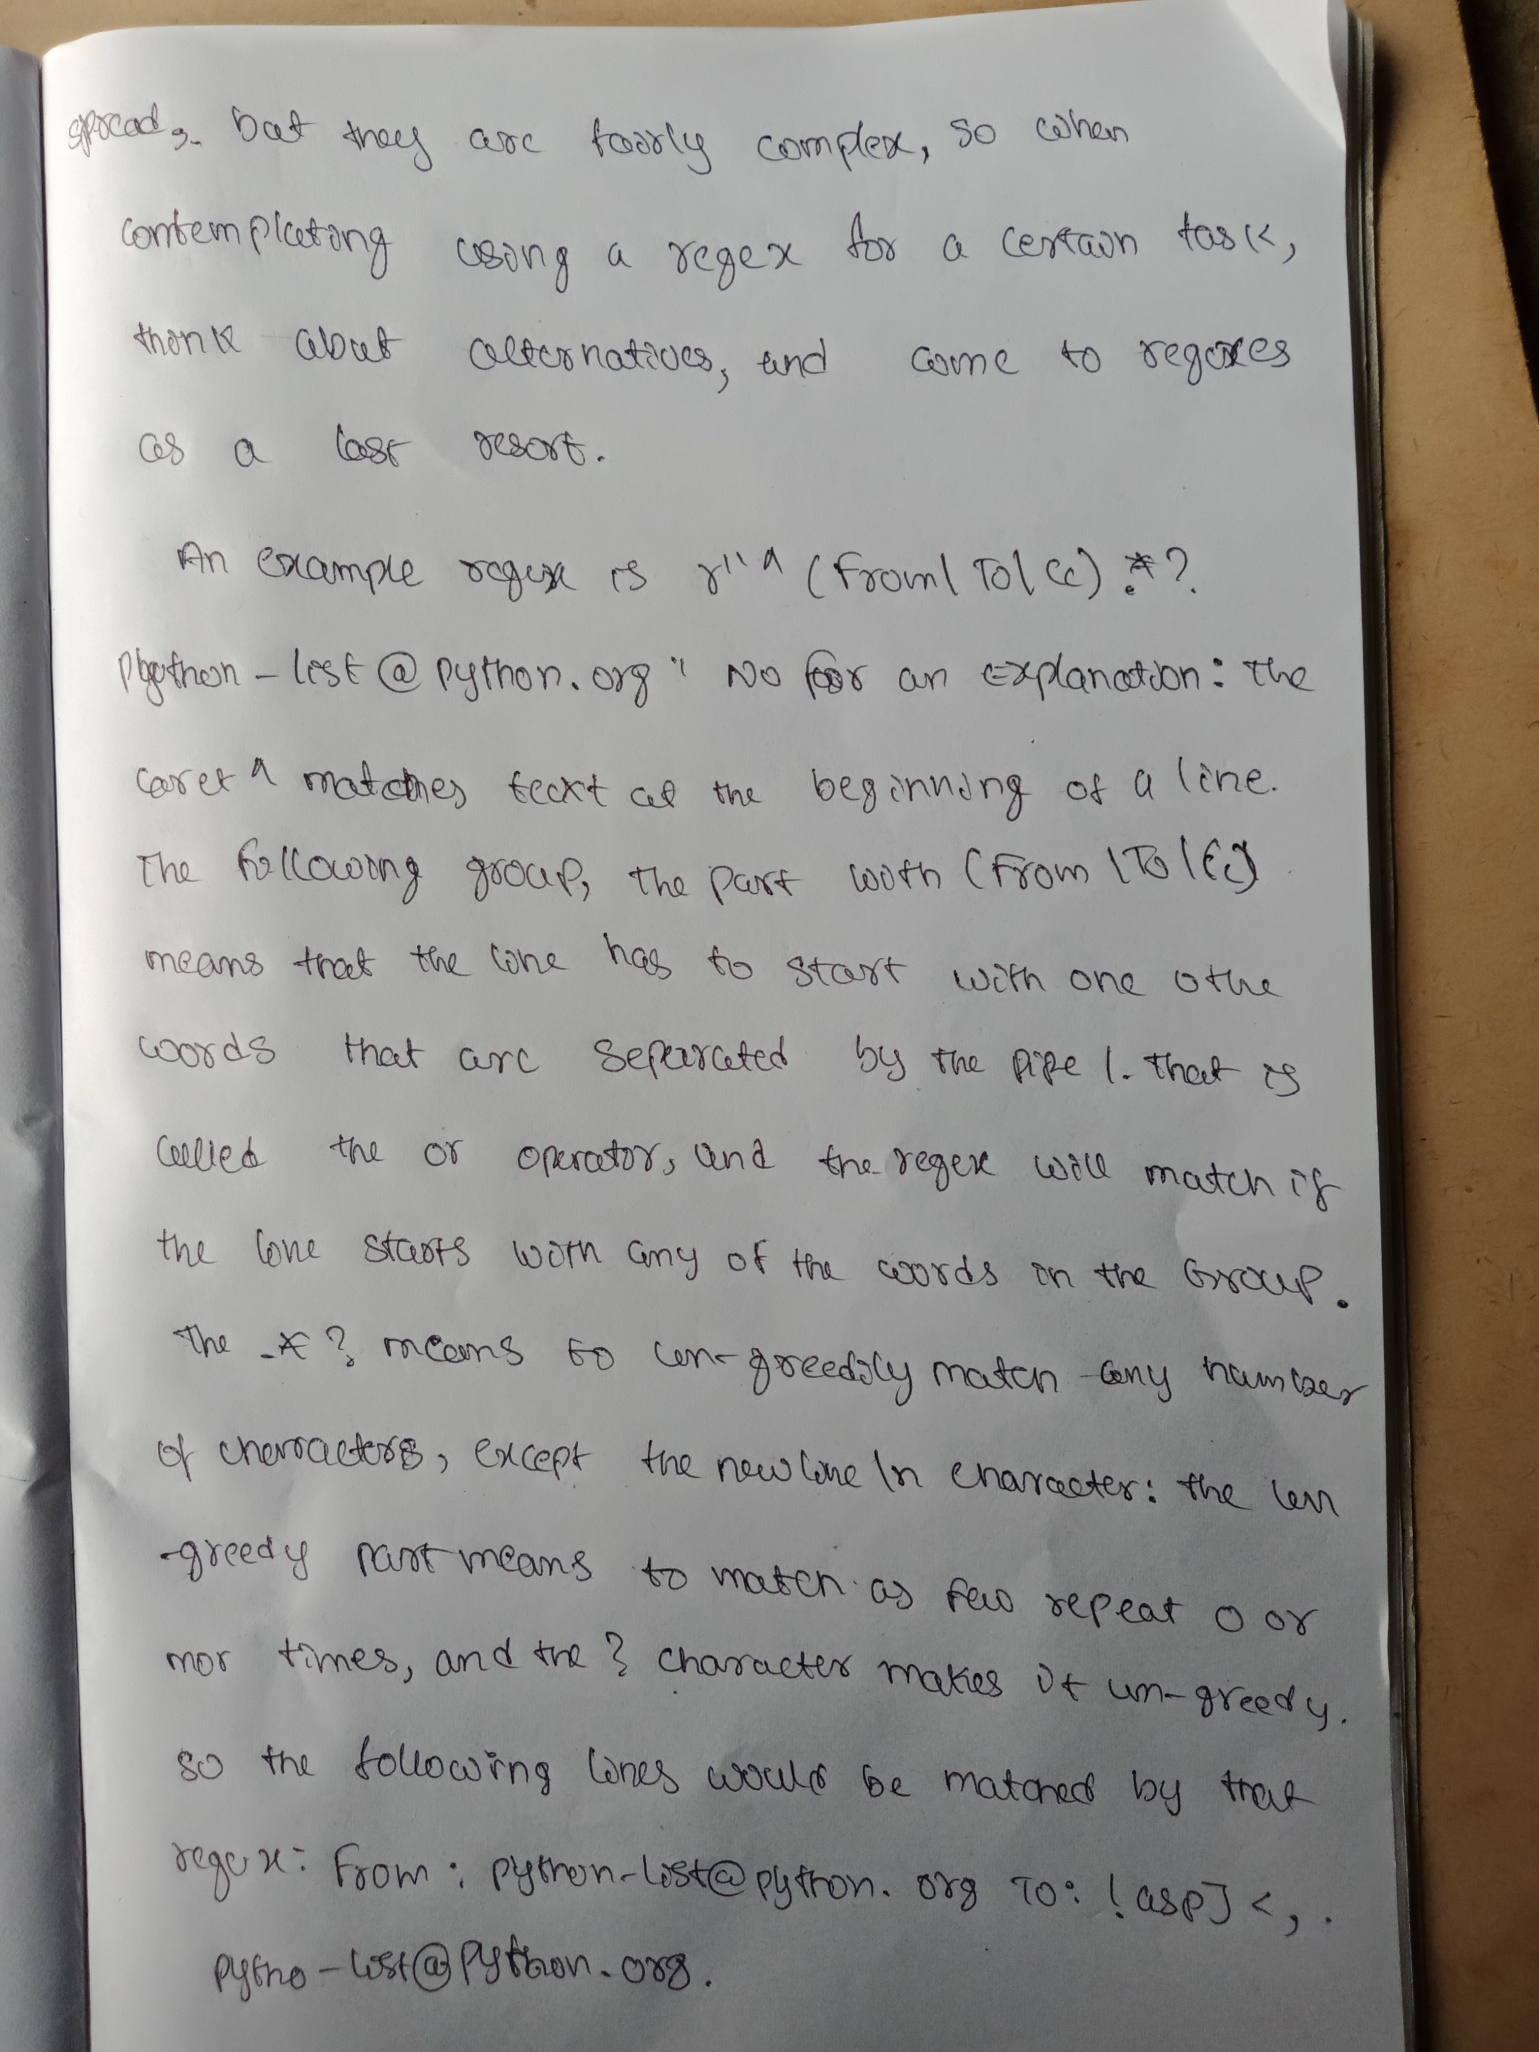 spread, but they are fairly complex, so when
contemplating using a regex for a certain task,
think about alternatives, and come to regexes
as a last resort.
An example regex is r"^ (From| To| Cc) .*?
Python - list @ python. org " No for an explanation: the
caret ^ matches text at the beginning of a line.
The following group, the part with (From | To | Cc)
means that the line has to start with one othe
words that are separated by the pipe |. that is
called the or operator, and the regex will match if
the line starts with any of the words in the Group.
The .*? means to un-greedily match any number
of characters, except the newline \n character: the un
-greedy part means to match as few repeat 0 or
mor times, and the ? character makes it un-greedy.
so the following lines would be matched by that
regex: From : python-list@python. org To: ! asp] <, .
pytho - list@python.org.